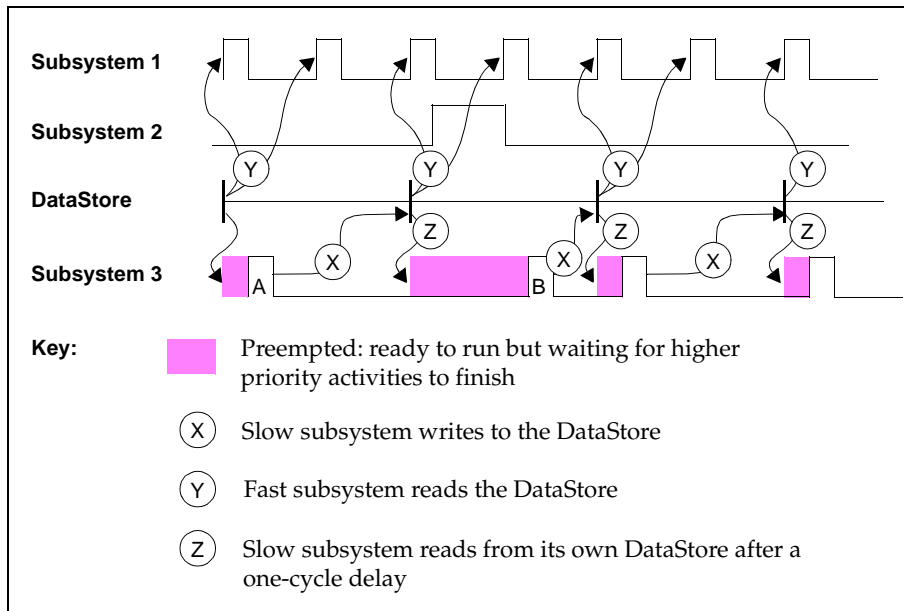 Subsystem 1
Subsystem 2
Y Y Y Y
DataStore
Z Z Z
X X X
Subsystem 3
A B
Key:
Preempted: ready to run but waiting for higher
priority activities to finish
X Slow subsystem writes to the DataStore
Y Fast subsystem reads the DataStore
Z Slow subsystem reads from its own DataStore after a
one-cycle delay